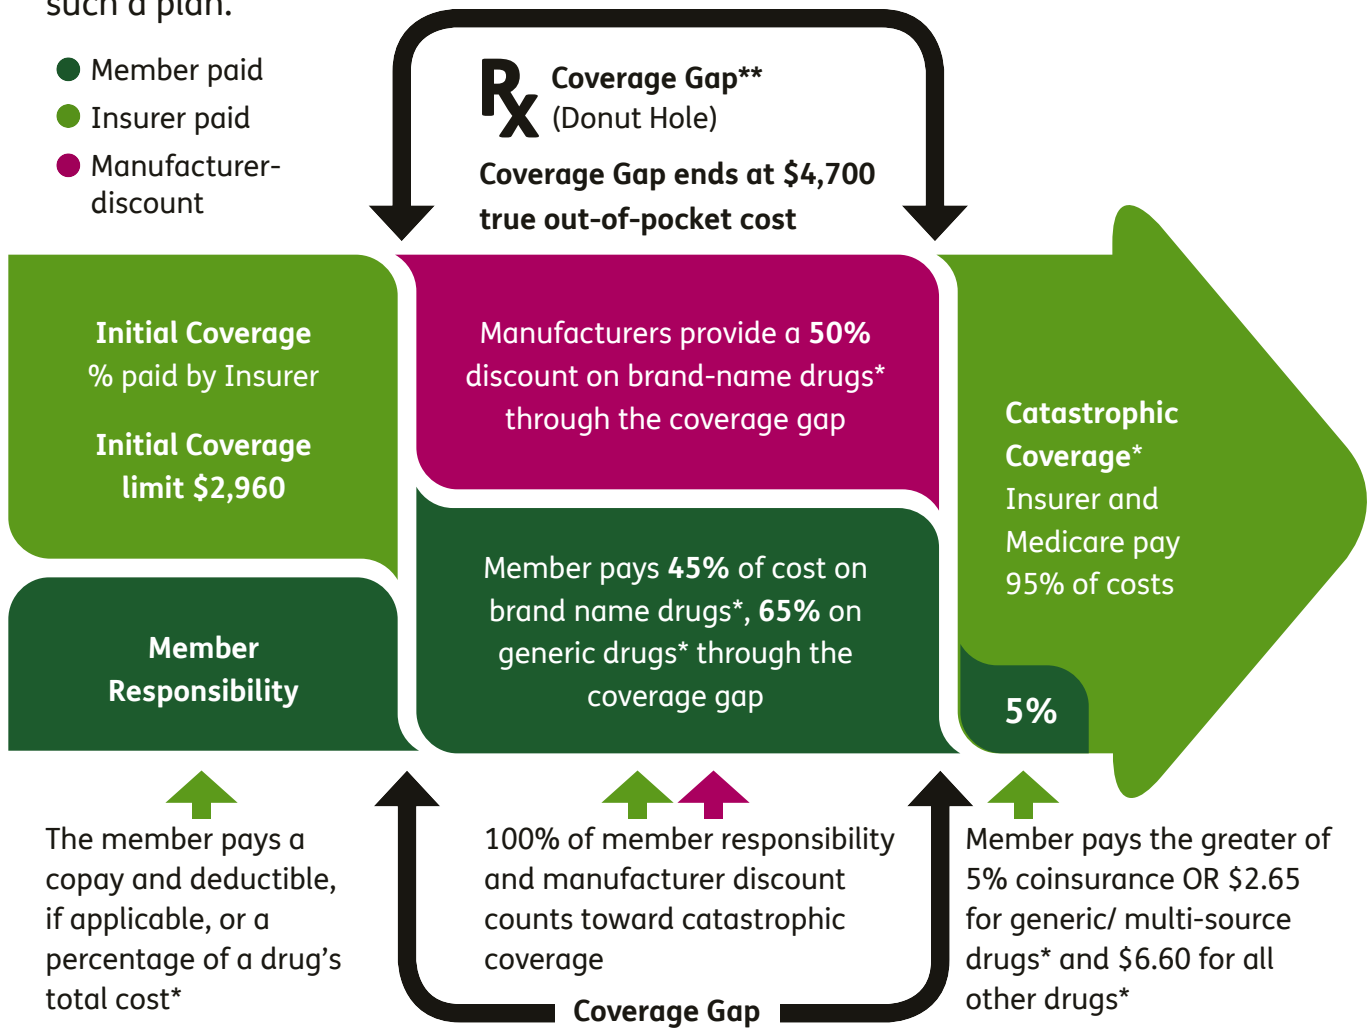 such a plan.
Member paid
Insurer paid
Manufacturer-
discount
Rx
Coverage Gap**
(Donut Hole)
Coverage Gap ends at $4,700
true out-of-pocket cost
Initial Coverage
% paid by Insurer
Initial Coverage
limit $2,960
Member
Responsibility
Manufacturers provide a 50%
discount on brand-name drugs*
through the coverage gap
Member pays 45% of cost on
brand name drugs*, 65% on
generic drugs* through the
coverage gap
Catastrophic
Coverage*
Insurer and
Medicare pay
95% of costs
5%
The member pays a
copay and deductible,
if applicable, or a
percentage of a drug’s
total cost*
100% of member responsibility
and manufacturer discount
counts toward catastrophic
coverage
Coverage Gap
Member pays the greater of
5% coinsurance OR $2.65
for generic/ multi-source
drugs* and $6.60 for all
other drugs*